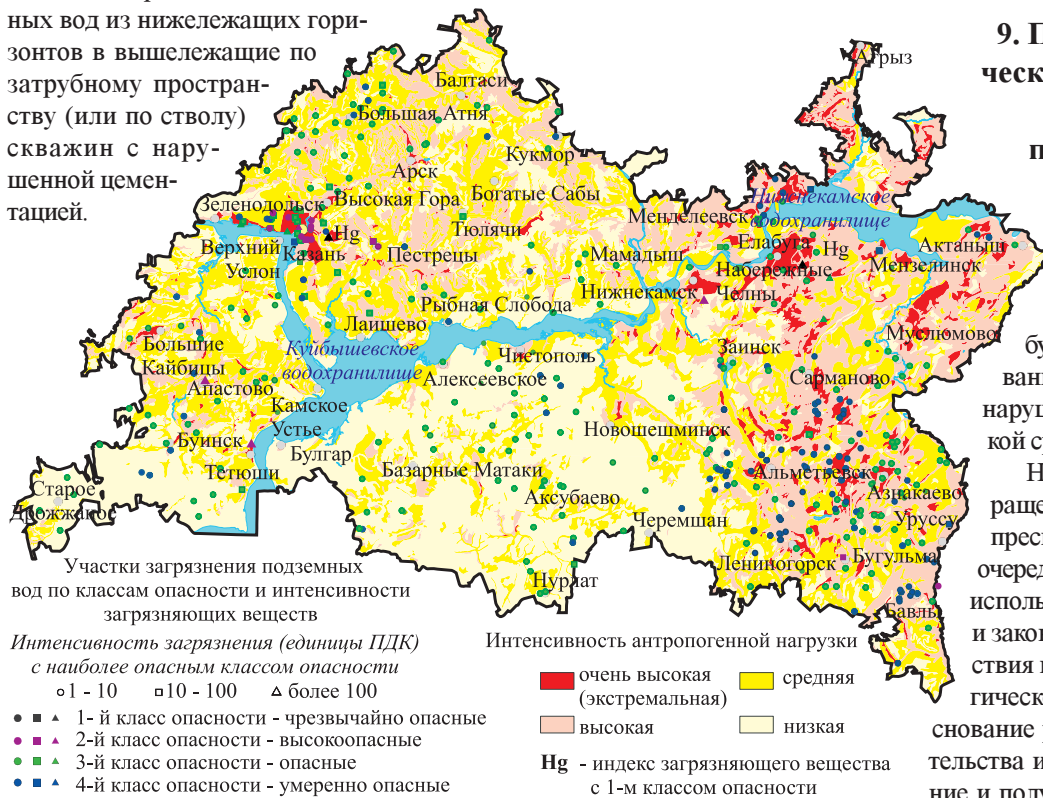 ных вод из нижележащих гори-
зонтов в вышележащие по
затрубному простран-
ству (или по стволу)
скважин с нару-
шенной цемен-
тацией.
9. П
ческ
п
бу
ван
наруш
кой ср
Н
раще
пресн
очеред
исполь
и закон
ствия н
гическ
снование
тельства и
ние и полу
Агрыз
Балтаси
Большая Атня
Кукмор
Арск
Богатые Сабы
Высокая Гора
Зеленодольск
Тюлячи
Менделеевск
Нижнекамское
водохранилище
Hg
Елабуга
Hg
Актаныш
Верхний
Услон
Казань
Пестрецы
Мамадыш
Набережные
Челны
Мензелинск
Нижнекамск
Рыбная Слобода
Лаишево
Муслюмово
Большие
Кайбицы
Куйбышевское
водохранилище
Чистополь
Заинск
Апастово
Алексеевское
Сарманово
Камское
Устье
Новошешминск
Буинск
Булгар
Тетюши
Базарные Матаки
Альметьевск
Азнакаево
Старое
Дрожжаное
Аксубаево
Черемшан
Уруссу
Лениногорск
Бугульма
Нурлат
Бавлы
Участки загрязнения подземных
вод по классам опасности и интенсивности
загрязняющих веществ
Интенсивность загрязнения (единицы ПДК)
с наиболее опасным классом опасности
1 - 10 10 - 100 более 100
1- й класс опасности - чрезвычайно опасные
2-й класс опасности - высокоопасные
3-й класс опасности - опасные
4-й класс опасности - умеренно опасные
Интенсивность антропогенной нагрузки
очень высокая
(экстремальная)
средняя
высокая
низкая
Hg - индекс загрязняющего вещества
с 1-м классом опасности